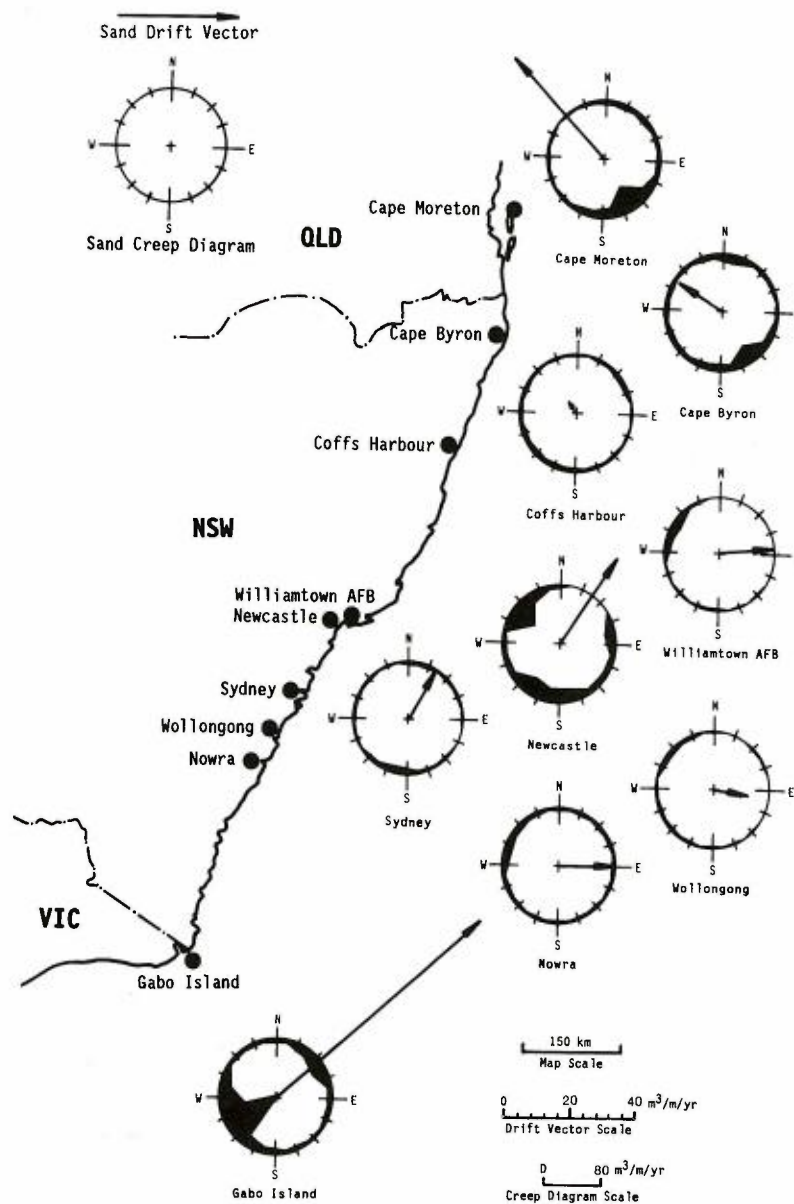 Sand Drift Vector
N
W
E
S
Sand Creep Diagram
QLD
Cape Moreton
N
W
E
S
Cape Moreton
Cape Byron
N
W
S
Cape Byron
Coffs Harbour
N
W
E
S
Coffs Harbour
NSW
Williamtown AFB
Newcastle
N
W
S
Williamtown AFB
N
W
E
S
Newcastle
Sydney
Wollongong
Nowra
N
W
E
S
Sydney
N
W
E
S
Wollongong
N
W
E
S
Nowra
VIC
Gabo Island
N
W
E
S
Gabo Island
150 km
Map Scale
0 20 40 m³/m/yr
Drift Vector Scale
0 80 m³/m/yr
Creep Diagram Scale